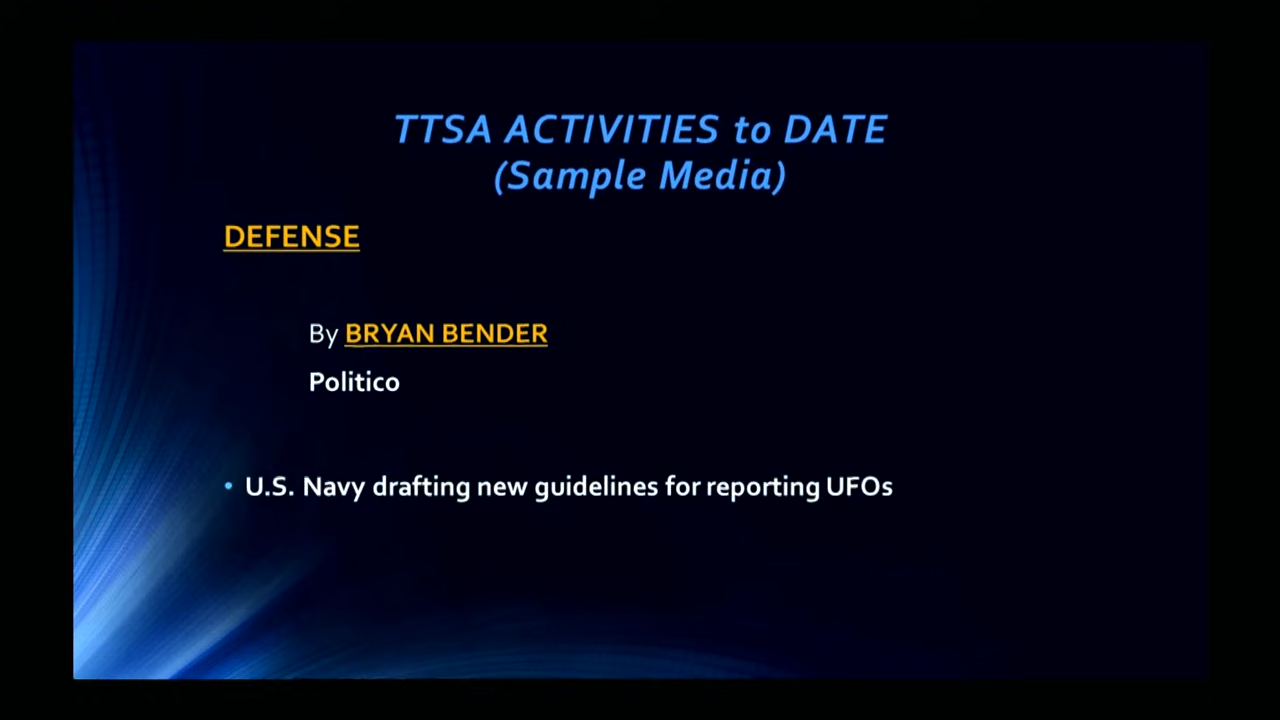 TTSA ACTIVITIES to DATE
(Sample Media)
DEFENSE
By BRYAN BENDER
Politico
• U.S. Navy drafting new guidelines for reporting UFOs